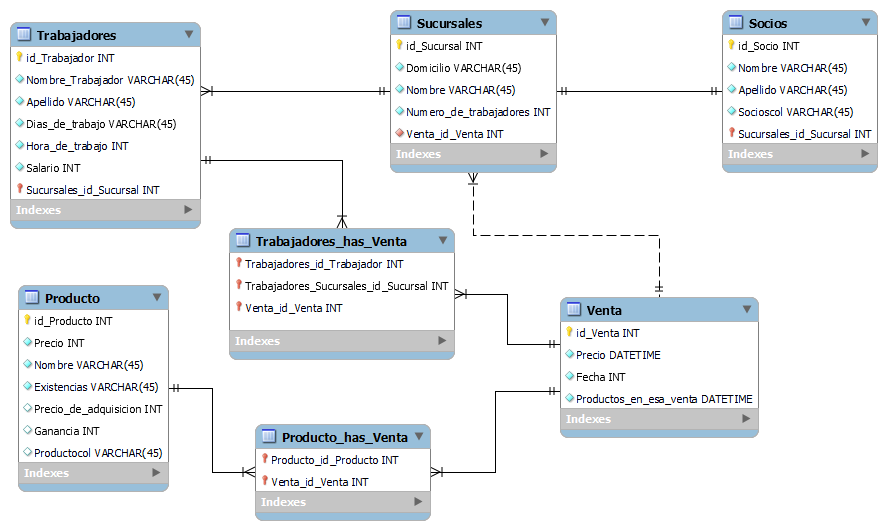 Trabajadores
id_Trabajador INT
Nombre_Trabajador VARCHAR(45)
Apellido VARCHAR(45)
Dias_de_trabajo VARCHAR(45)
Hora_de_trabajo INT
Salario INT
Sucursales_id_Sucursal INT
Indexes
Sucursales
id_Sucursal INT
Domicilio VARCHAR(45)
Nombre VARCHAR(45)
Numero_de_trabajadores INT
Venta_id_Venta INT
Indexes
Socios
id_Socio INT
Nombre VARCHAR(45)
Apellido VARCHAR(45)
Socioscol VARCHAR(45)
Sucursales_id_Sucursal INT
Indexes
Trabajadores_has_Venta
Trabajadores_id_Trabajador INT
Trabajadores_Sucursales_id_Sucursal INT
Venta_id_Venta INT
Indexes
Producto
id_Producto INT
Precio INT
Nombre VARCHAR(45)
Existencias VARCHAR(45)
Precio_de_adquisicion INT
Ganancia INT
Productocol VARCHAR(45)
Indexes
Venta
id_Venta INT
Precio DATETIME
Fecha INT
Productos_en_esa_venta DATETIME
Indexes
Producto_has_Venta
Producto_id_Producto INT
Venta_id_Venta INT
Indexes